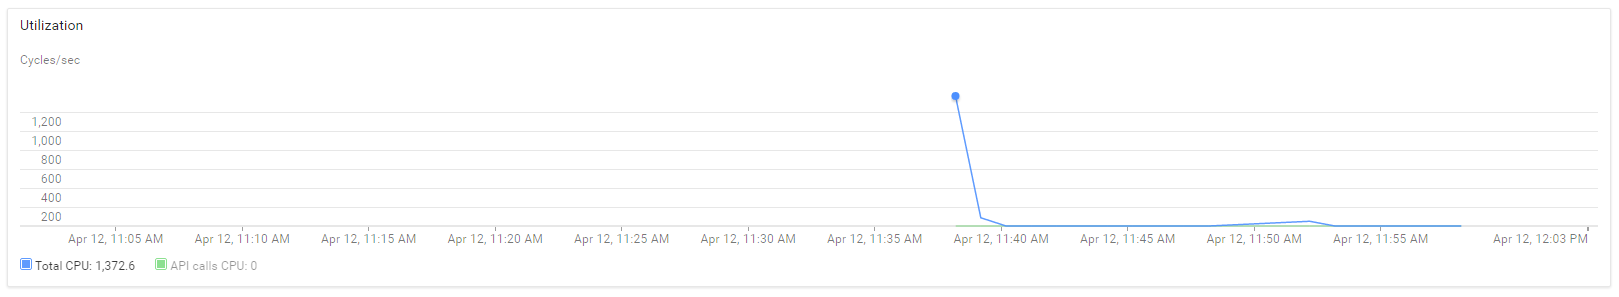 Utilization
Cycles/sec
1,200
1,000
800
600
400
200
Apr 12, 11:05 AM Apr 12, 11:10 AM Apr 12, 11:15 AM Apr 12, 11:20 AM Apr 12, 11:25 AM Apr 12, 11:30 AM Apr 12, 11:35 AM Apr 12, 11:40 AM Apr 12, 11:45 AM Apr 12, 11:50 AM Apr 12, 11:55 AM Apr 12, 12:03 PM
Total CPU: 1,372.6 API calls CPU: 0